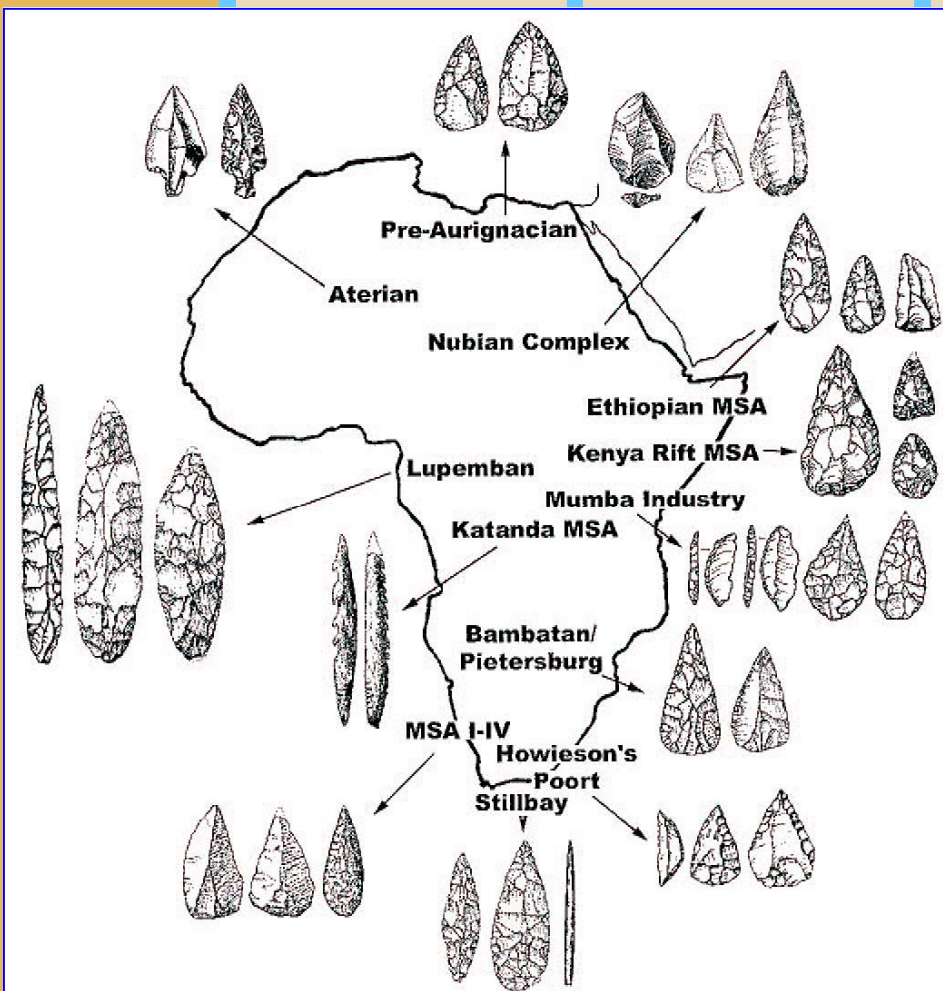 Pre-Aurignacian
Aterian
Nubian Complex
Ethiopian MSA
Kenya Rift MSA
Lupemban
Mumba Industry
Katanda MSA
Bambatan/
Pietersburg
MSA I-IV
Howieson's
Poort
Stillbay